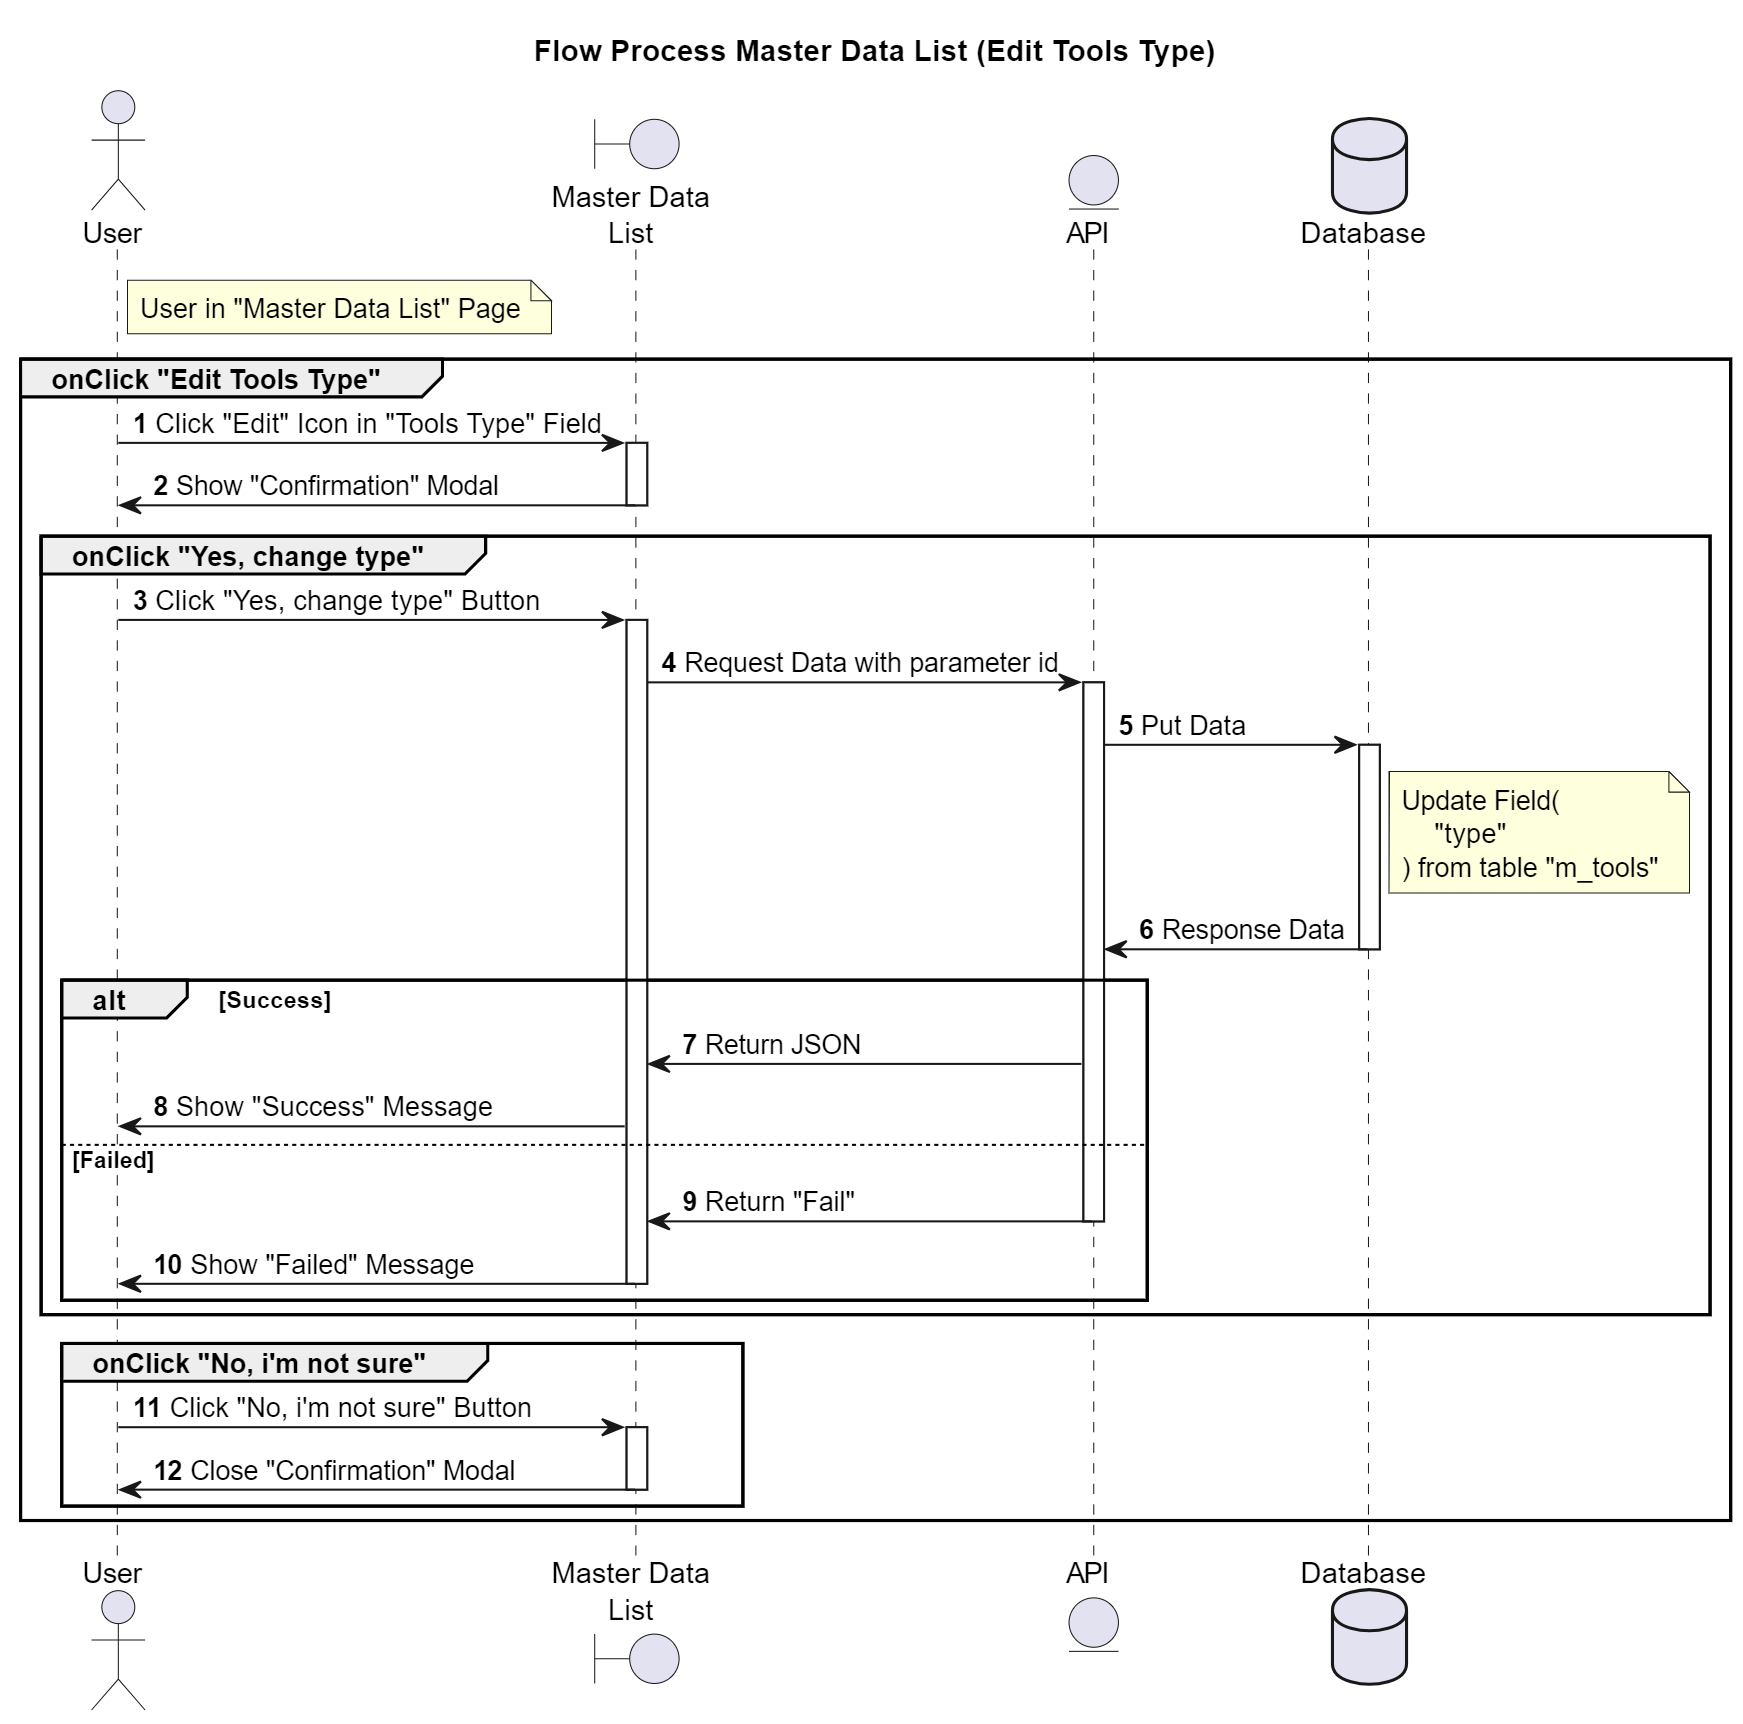 Flow Process Master Data List (Edit Tools Type)
User
Master Data
List
API
Database
User in "Master Data List" Page
onClick "Edit Tools Type"
1 Click "Edit" Icon in "Tools Type" Field
2 Show "Confirmation" Modal
onClick "Yes, change type"
3 Click "Yes, change type" Button
4 Request Data with parameter id
5 Put Data
Update Field(
"type"
) from table "m_tools"
6 Response Data
alt [Success]
7 Return JSON
8 Show "Success" Message
[Failed]
9 Return "Fail"
10 Show "Failed" Message
onClick "No, i'm not sure"
11 Click "No, i'm not sure" Button
12 Close "Confirmation" Modal
User
Master Data
List
API
Database